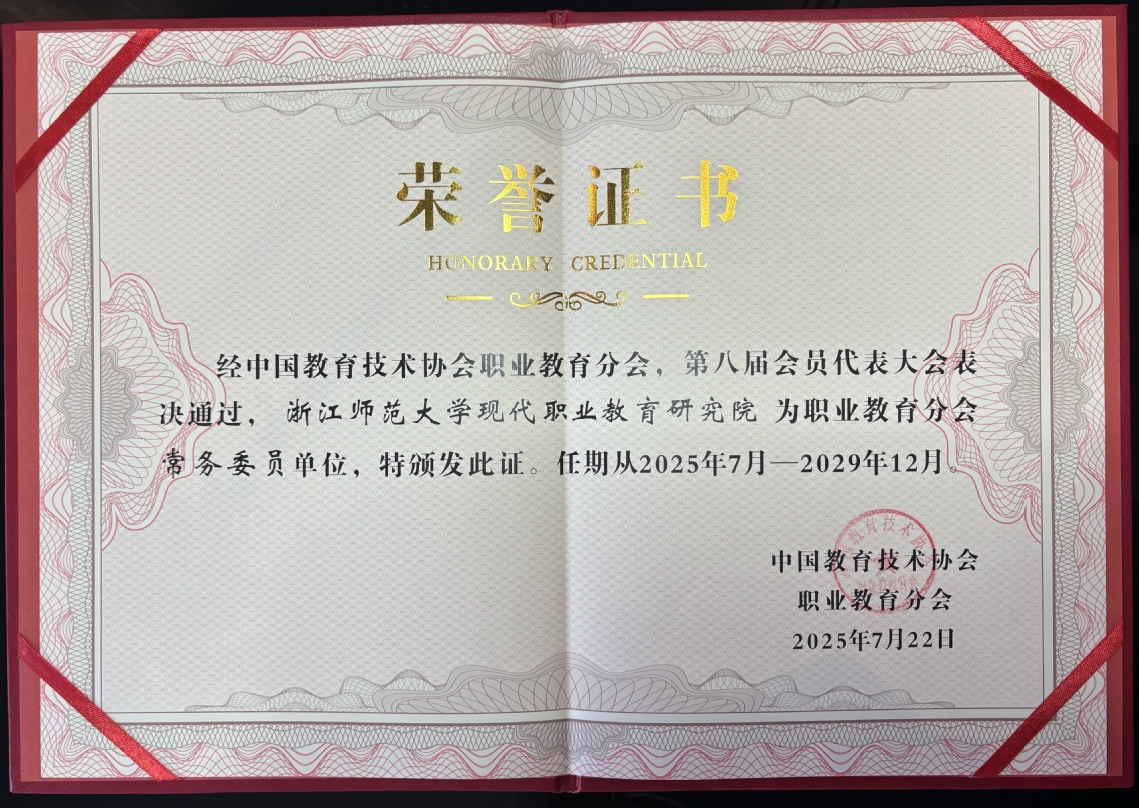 荣誉证书
HONORARY CREDENTIAL
经中国教育技术协会职业教育分会，第八届会员代表大会表
决通过，浙江师范大学现代职业教育研究院 为职业教育分会
常务委员单位，特颁发此证。任期从2025年7月—2029年12月。
中国教育技术协会
职业教育分会
2025年7月22日